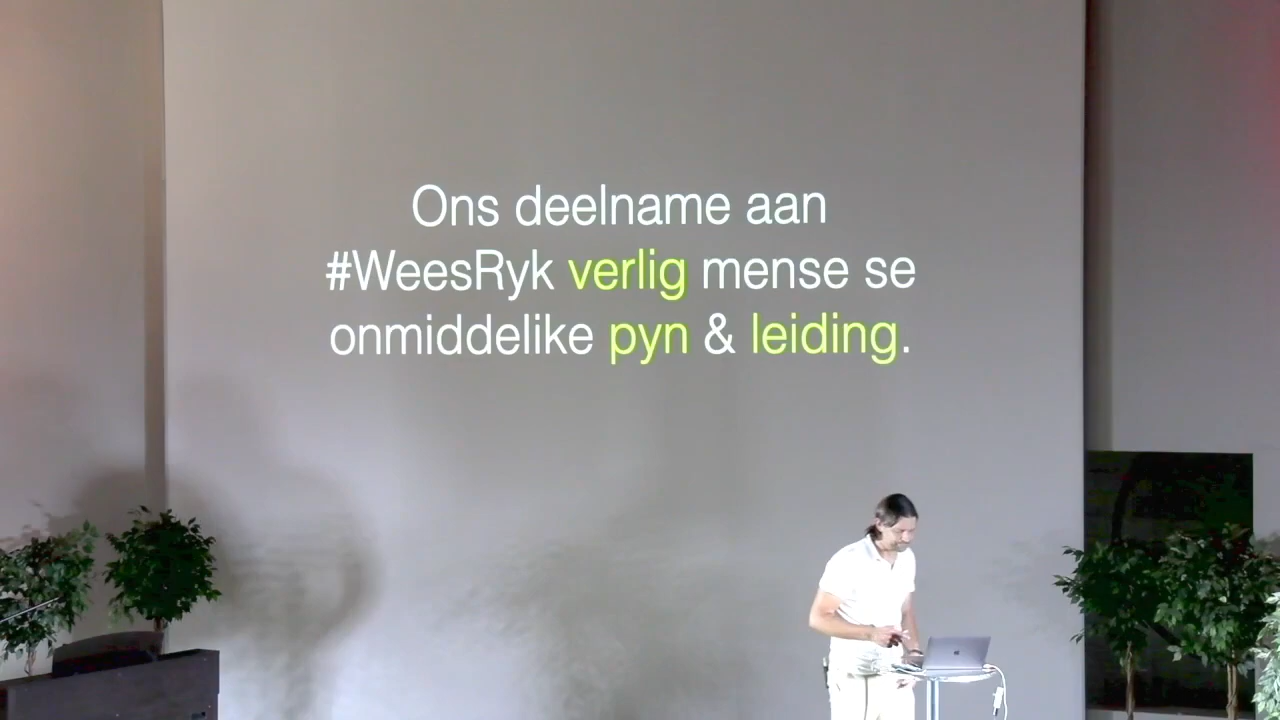 Ons deelname aan
#WeesRyk verlig mense se
onmiddelike pyn & leiding.